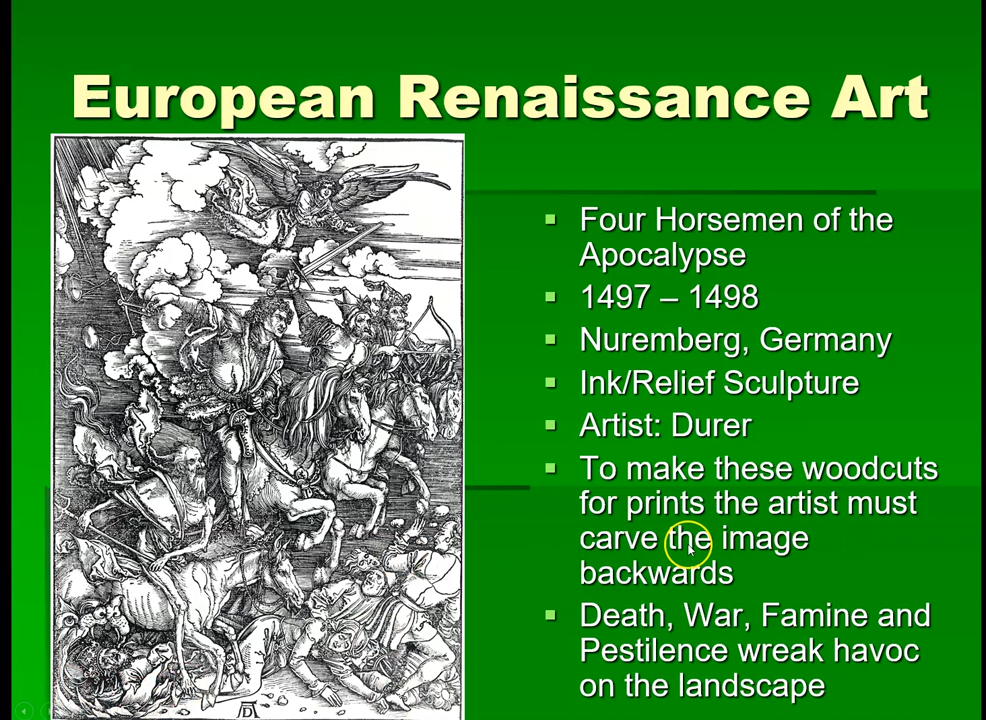 European Renaissance Art
Four Horsemen of the
Apocalypse
1497 – 1498
Nuremberg, Germany
Ink/Relief Sculpture
Artist: Durer
To make these woodcuts
for prints the artist must
carve the image
backwards
Death, War, Famine and
Pestilence wreak havoc
on the landscape
AD